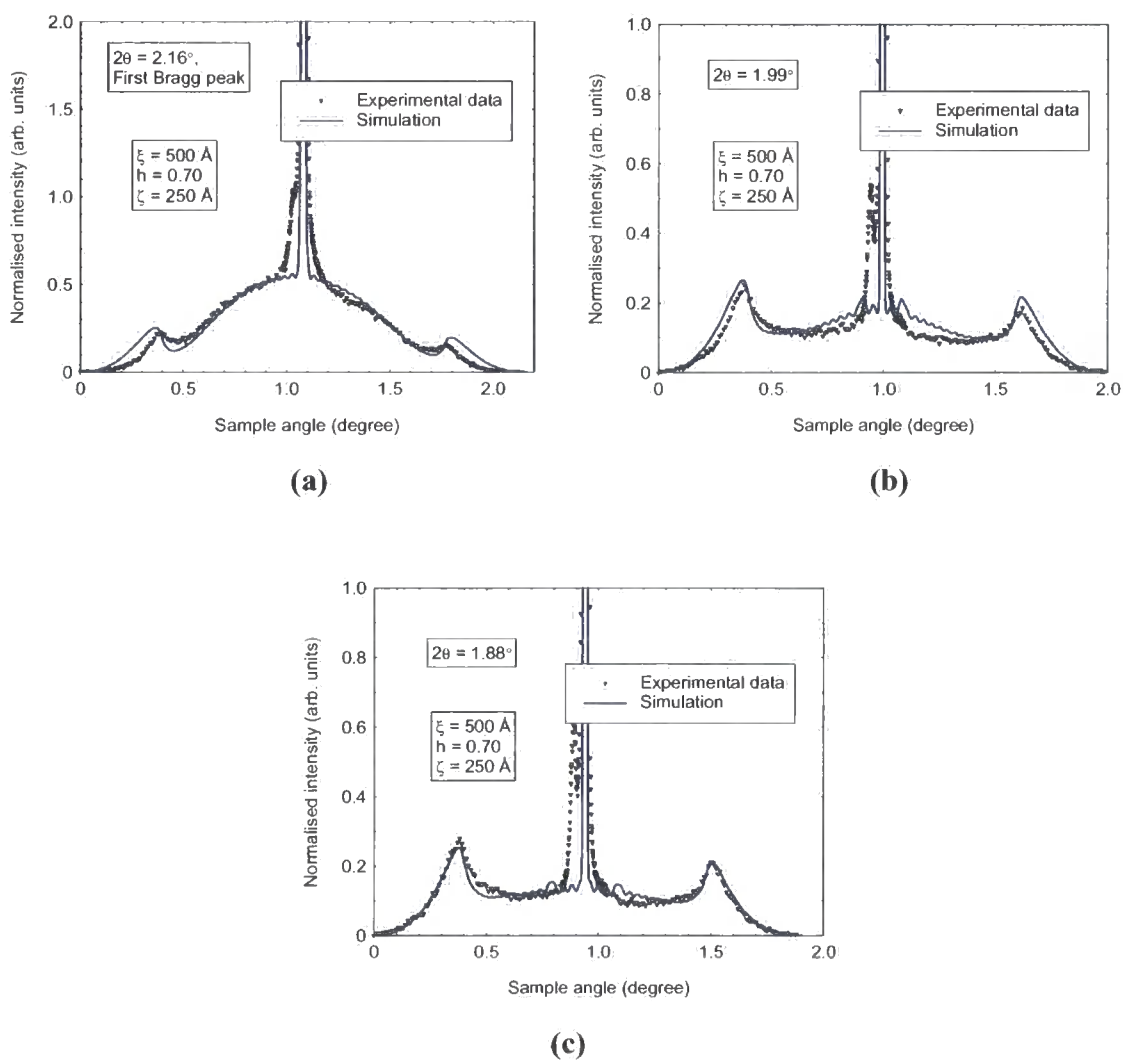 2.0
1.5
1.0
0.5
0
Normalised intensity (arb. units)
2θ = 2.16°,
First Bragg peak
Experimental data
Simulation
ξ = 500 Å
h = 0.70
ζ = 250 Å
0 0.5 1.0 1.5 2.0
Sample angle (degree)
(a)
1.0
0.8
0.6
0.4
0.2
0
Normalised intensity (arb. units)
2θ = 1.99°
Experimental data
Simulation
ξ = 500 Å
h = 0.70
ζ = 250 Å
0 0.5 1.0 1.5 2.0
Sample angle (degree)
(b)
1.0
0.8
0.6
0.4
0.2
0
Normalised intensity (arb. units)
2θ = 1.88°
Experimental data
Simulation
ξ = 500 Å
h = 0.70
ζ = 250 Å
0 0.5 1.0 1.5 2.0
Sample angle (degree)
(c)